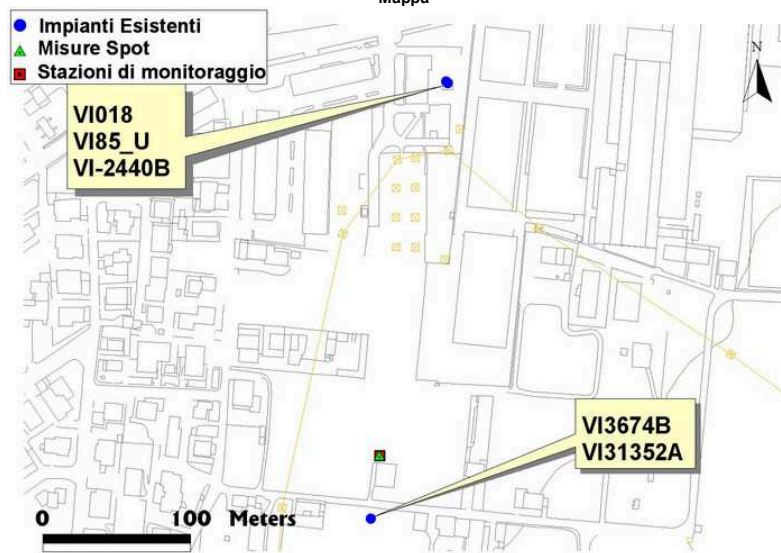 Mappa
Impianti Esistenti
Misure Spot
Stazioni di monitoraggio
N
VI018
VI85_U
VI-2440B
VI3674B
VI31352A
0 100 Meters